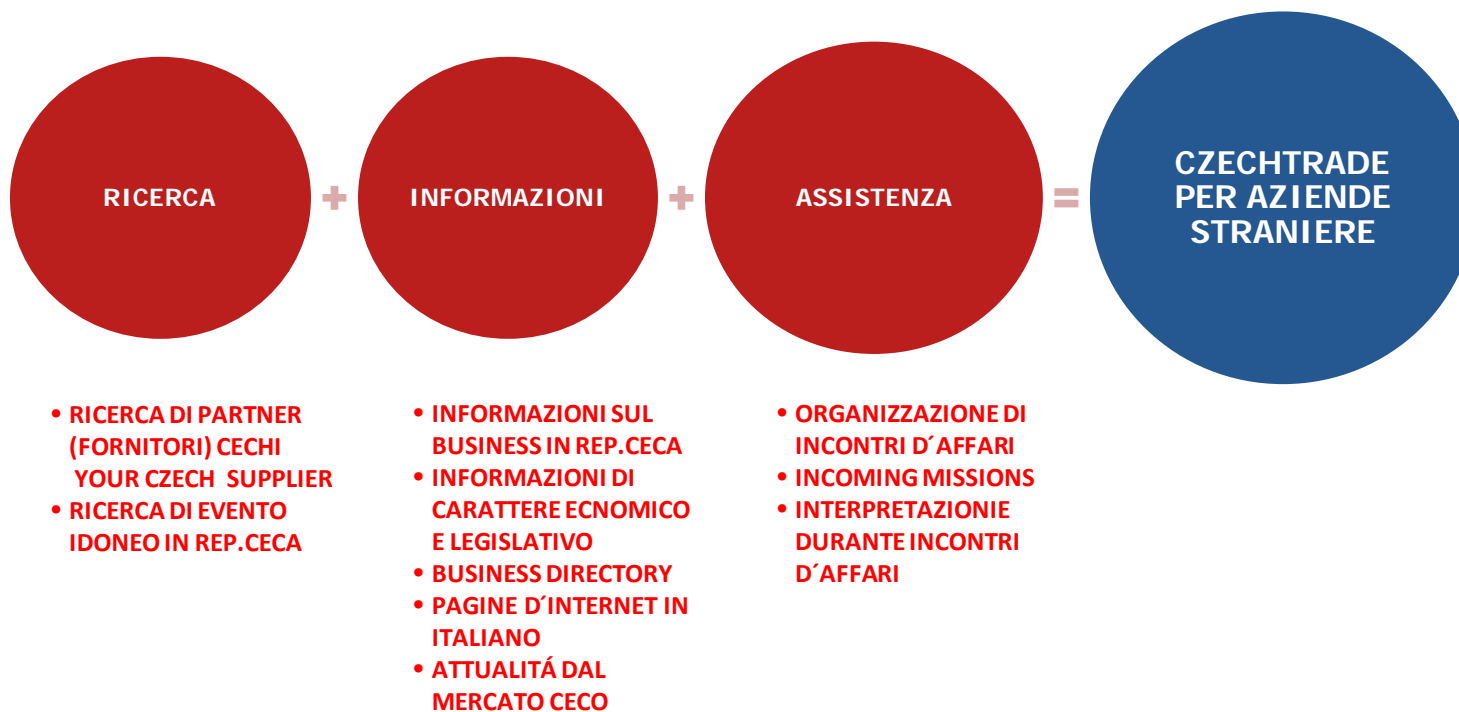 RICERCA
+
INFORMAZIONI
+
ASSISTENZA
=
CZECHTRADE
PER AZIENDE
STRANIERE
• RICERCA DI PARTNER
(FORNITORI) CECHI
YOUR CZECH SUPPLIER
• RICERCA DI EVENTO
IDONEO IN REP.CECA
• INFORMAZIONI SUL
BUSINESS IN REP.CECA
• INFORMAZIONI DI
CARATTERE ECNOMICO
E LEGISLATIVO
• BUSINESS DIRECTORY
• PAGINE D´INTERNET IN
ITALIANO
• ATTUALITÁ DAL
MERCATO CECO
• ORGANIZZAZIONE DI
INCONTRI D´AFFARI
• INCOMING MISSIONS
• INTERPRETAZIONIE
DURANTE INCONTRI
D´AFFARI